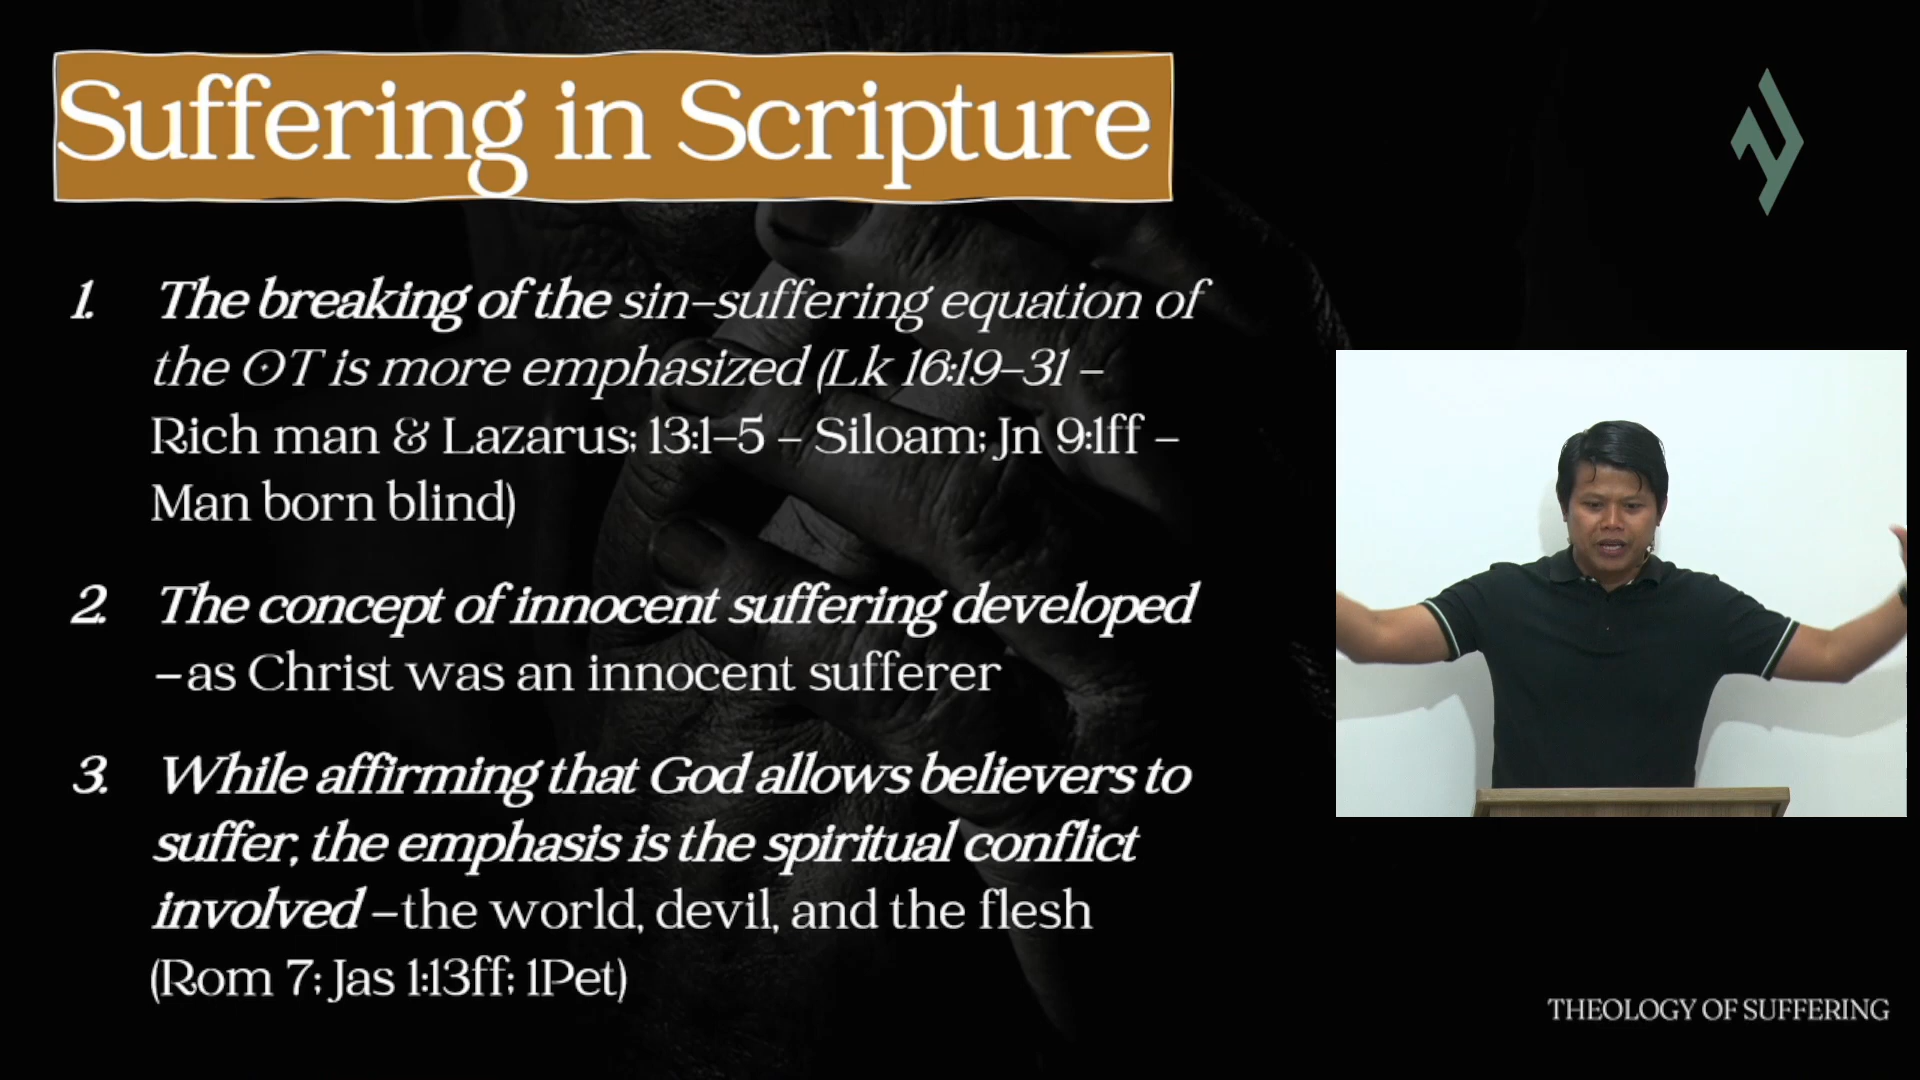 Suffering in Scripture
1. The breaking of the sin–suffering equation of
the OT is more emphasized (Lk 16:19–31 –
Rich man & Lazarus; 13:1–5 – Siloam; Jn 9:1ff –
Man born blind)
2. The concept of innocent suffering developed
–as Christ was an innocent sufferer
3. While affirming that God allows believers to
suffer, the emphasis is the spiritual conflict
involved –the world, devil, and the flesh
(Rom 7; Jas 1:13ff; 1Pet)
THEOLOGY OF SUFFERING